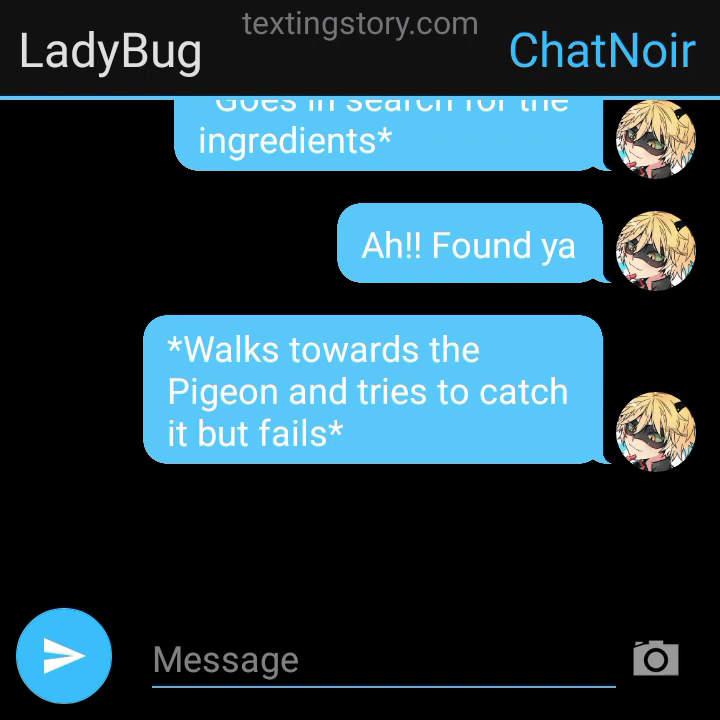 textingstory.com
LadyBug
ChatNoir
Goes in search for the
ingredients*
Ah!! Found ya
*Walks towards the
Pigeon and tries to catch
it but fails*
Message